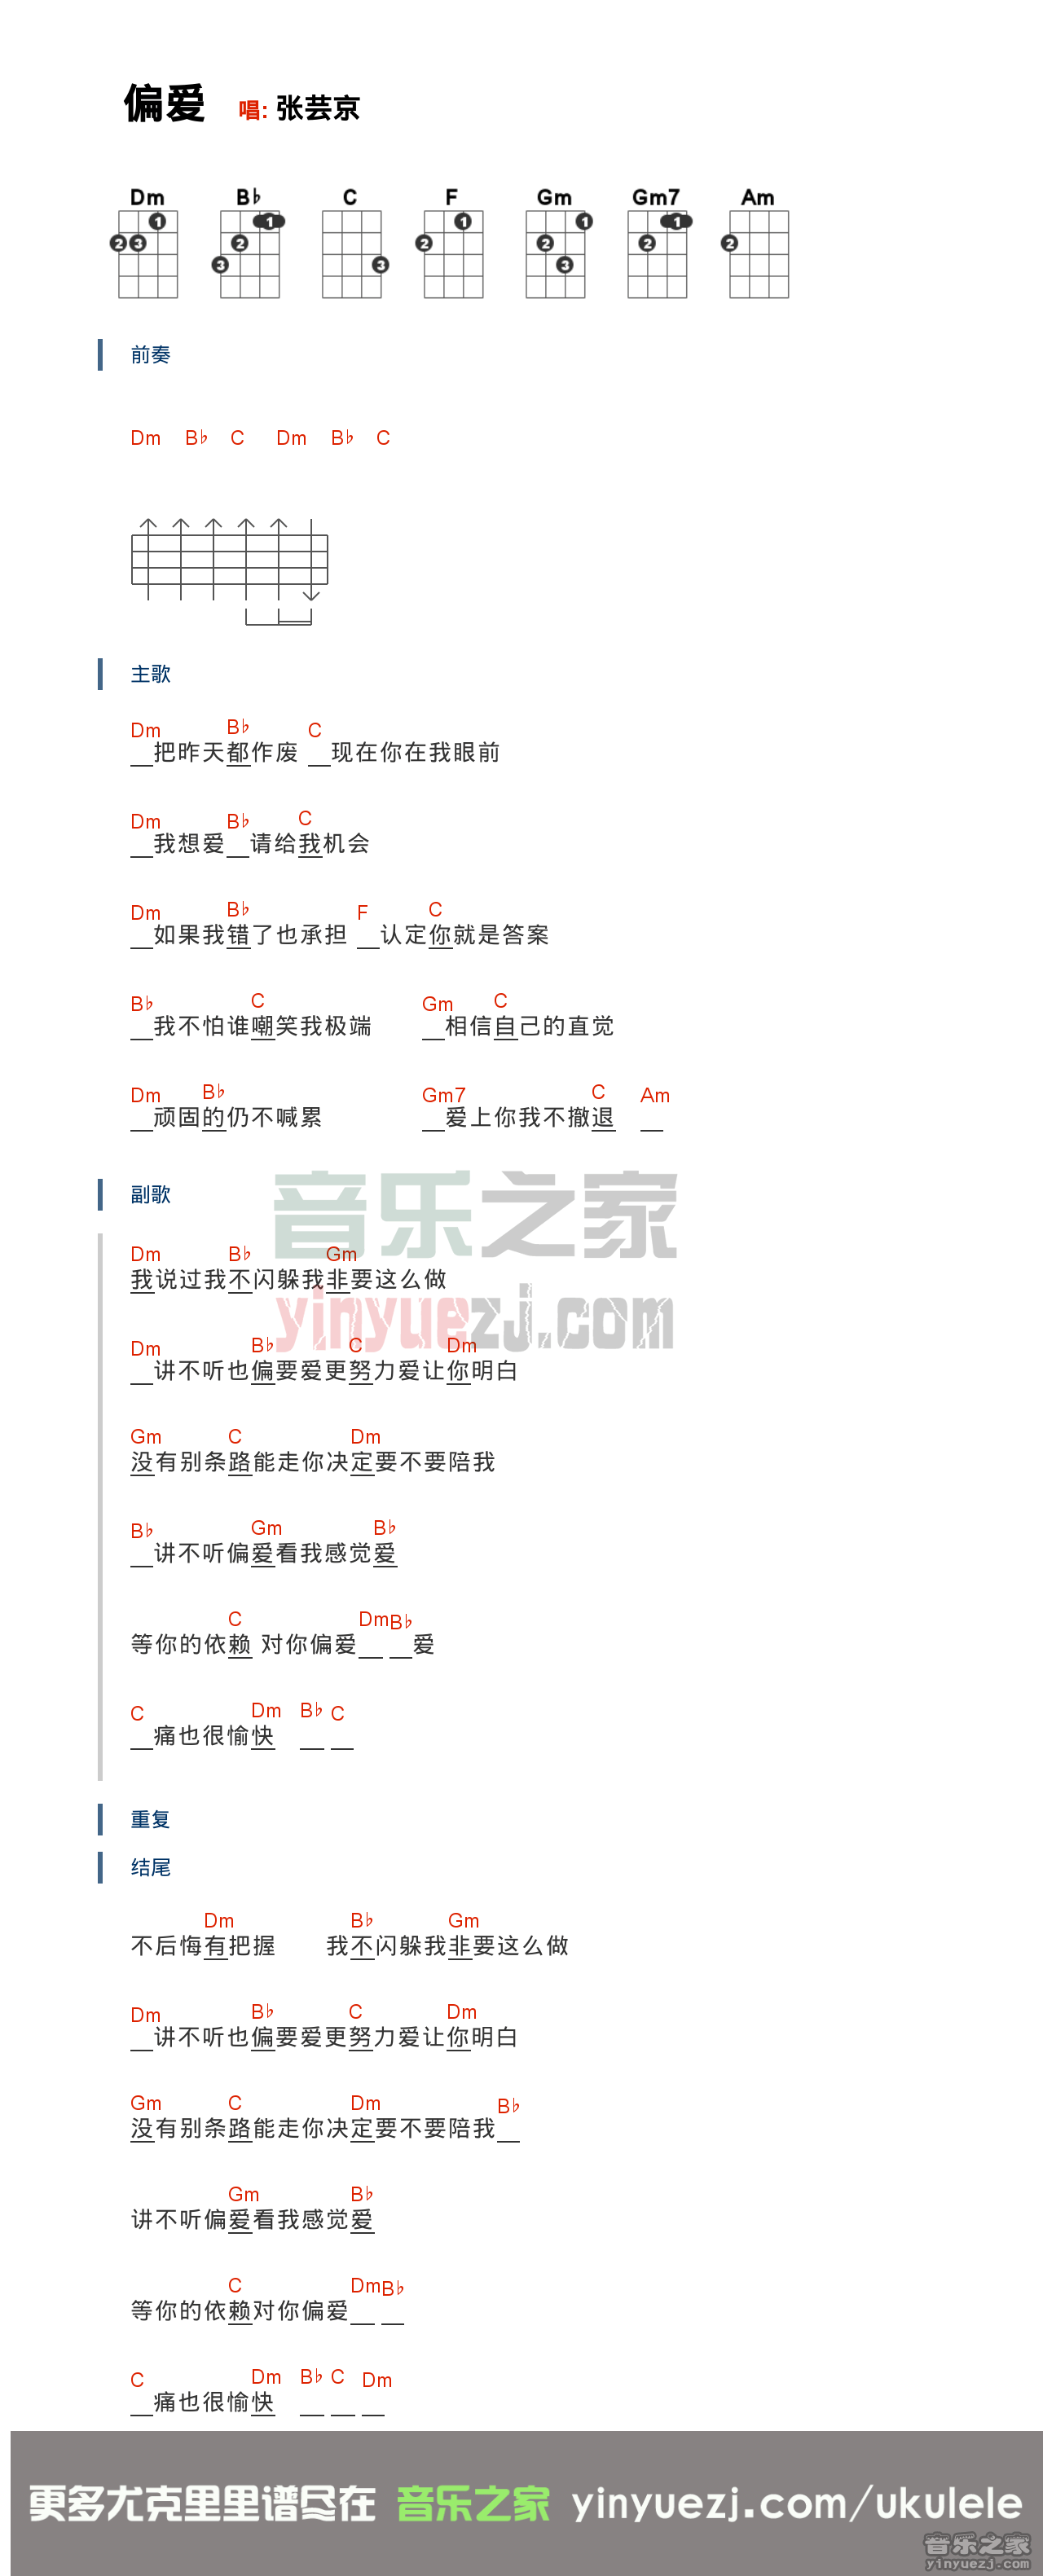 偏爱 唱: 张芸京
Dm B♭ C F Gm Gm7 Am
2 3 1 3 2 1 3 2 1 2 3 1 2 1 2
前奏
Dm B♭ C Dm B♭ C
主歌
Dm B♭ C
__把昨天都作废 __现在你在我眼前
Dm B♭ C
__我想爱__请给我机会
Dm B♭ F C
__如果我错了也承担 __认定你就是答案
B♭ C Gm C
__我不怕谁嘲笑我极端 __相信自己的直觉
Dm B♭ Gm7 C Am
__顽固的仍不喊累 __爱上你我不撤退 __
音乐之家
副歌
Dm B♭ Gm
我说过我不闪躲我非要这么做
yinyuezj.com
Dm B♭ C Dm
__讲不听也偏要爱更努力爱让你明白
Gm C Dm
没有别条路能走你决定要不要陪我
B♭ Gm B♭
__讲不听偏爱看我感觉爱
C Dm B♭
等你的依赖 对你偏爱__ __爱
C Dm B♭ C
__痛也很愉快 __ __
重复
结尾
Dm B♭ Gm
不后悔有把握 我不闪躲我非要这么做
Dm B♭ C Dm
__讲不听也偏要爱更努力爱让你明白
Gm C Dm B♭
没有别条路能走你决定要不要陪我__
Gm B♭
讲不听偏爱看我感觉爱
C Dm B♭
等你的依赖对你偏爱__ __
C Dm B♭ C Dm
__痛也很愉快 __ __ __
更多尤克里里谱尽在 音乐之家 yinyuezj.com/ukulele
音乐之家
yinyuezj.com